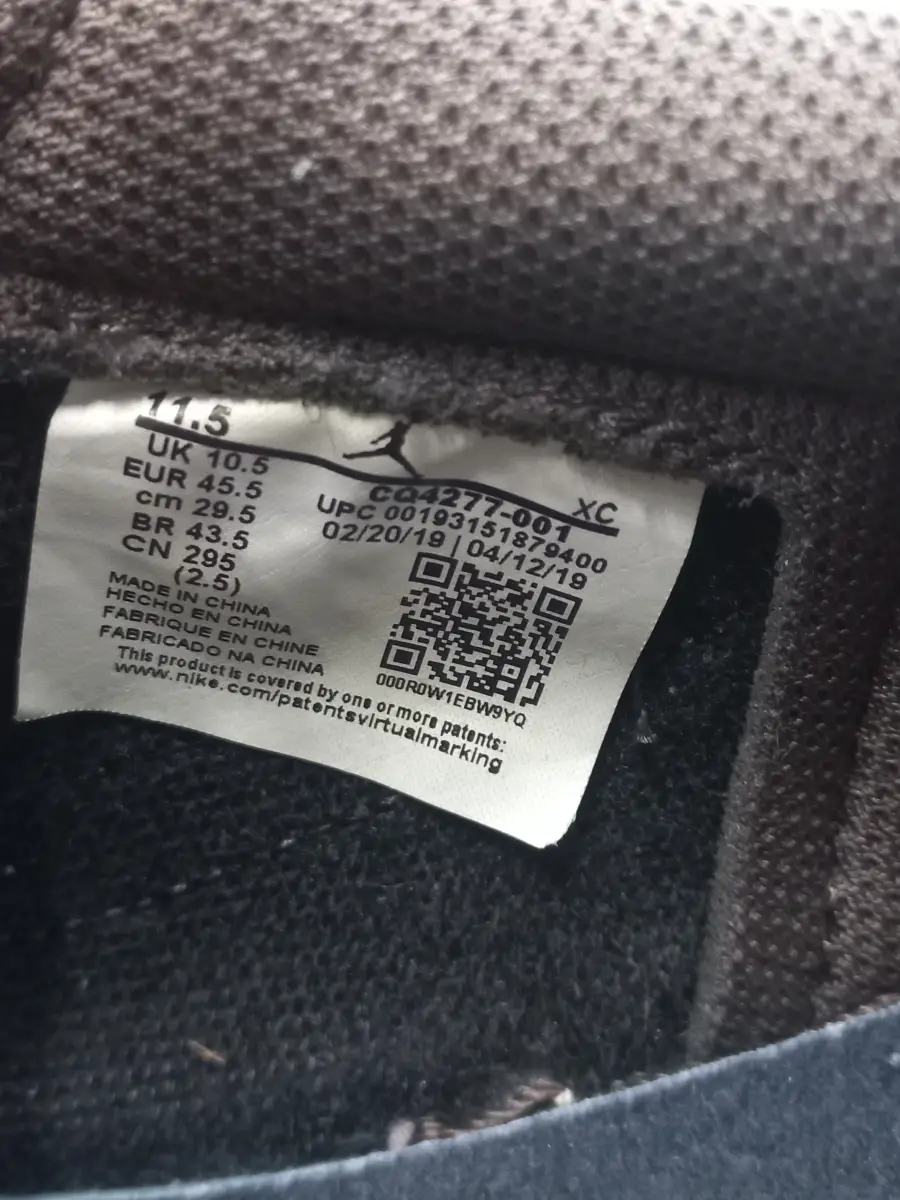 11.5
UK 10.5
EUR 45.5
cm 29.5
BR 43.5
CN 295
(2.5)
XC
CQ4277-001
UPC 00193151879400
02/20/19 | 04/12/19
MADE IN CHINA
HECHO EN CHINA
FABRIQUE EN CHINE
FABRICADO NA CHINA
000R0W1EBW9YQ
This product is covered by one or more patents:
www.nike.com/patentsvirtualmarking